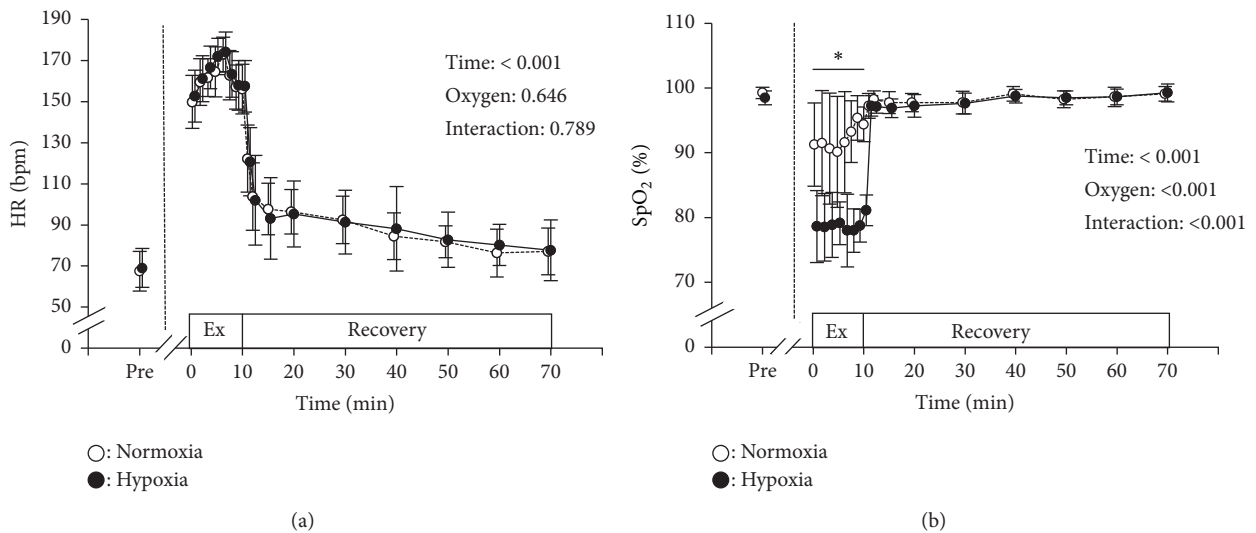 190
170
150
130
110
90
70
50
0
HR (bpm)
Time: < 0.001
Oxygen: 0.646
Interaction: 0.789
Ex
Recovery
Pre
0 10 20 30 40 50 60 70
Time (min)
○: Normoxia
●: Hypoxia
(a)
110
100
90
80
70
0
SpO₂ (%)
*
Time: < 0.001
Oxygen: <0.001
Interaction: <0.001
Ex
Recovery
Pre
0 10 20 30 40 50 60 70
Time (min)
○: Normoxia
●: Hypoxia
(b)